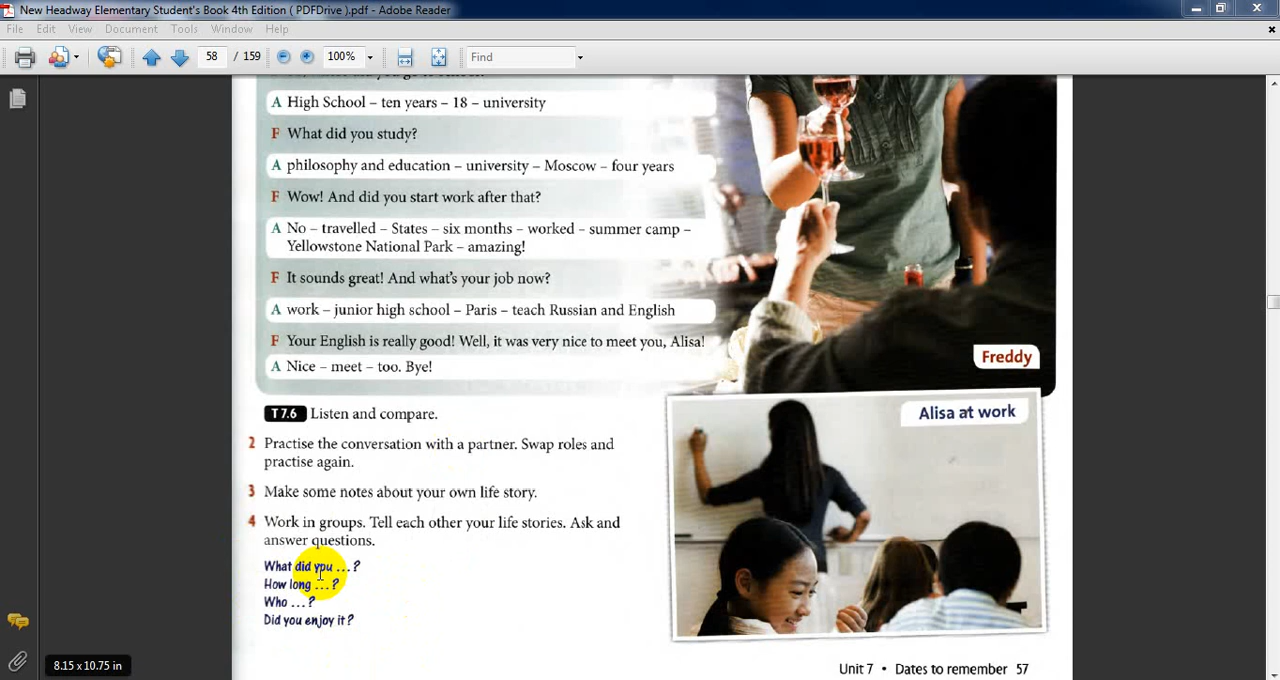 New Headway Elementary Student's Book 4th Edition ( PDFDrive ).pdf - Adobe Reader
File Edit View Document Tools Window Help
58 / 159 100% Find
A High School – ten years – 18 – university
F What did you study?
A philosophy and education – university – Moscow – four years
F Wow! And did you start work after that?
A No – travelled – States – six months – worked – summer camp –
Yellowstone National Park – amazing!
F It sounds great! And what's your job now?
A work – junior high school – Paris – teach Russian and English
F Your English is really good! Well, it was very nice to meet you, Alisa!
A Nice – meet – too. Bye!
Freddy
T 7.6 Listen and compare.
2 Practise the conversation with a partner. Swap roles and
practise again.
3 Make some notes about your own life story.
4 Work in groups. Tell each other your life stories. Ask and
answer questions.
What did you …?
How long …?
Who …?
Did you enjoy it?
Alisa at work
8.15 x 10.75 in
Unit 7 • Dates to remember 57